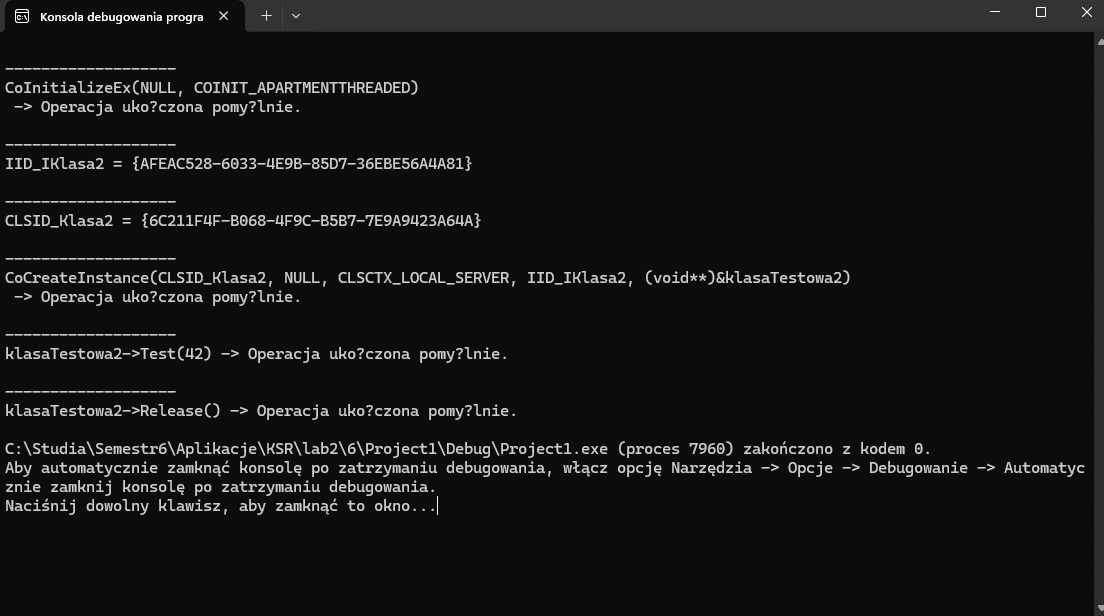 Konsola debugowania progra
-------------------
CoInitializeEx(NULL, COINIT_APARTMENTTHREADED)
 -> Operacja uko?czona pomy?lnie.
-------------------
IID_IKlasa2 = {AFEAC528-6033-4E9B-85D7-36EBE56A4A81}
-------------------
CLSID_Klasa2 = {6C211F4F-B068-4F9C-B5B7-7E9A9423A64A}
-------------------
CoCreateInstance(CLSID_Klasa2, NULL, CLSCTX_LOCAL_SERVER, IID_IKlasa2, (void**)&klasaTestowa2)
 -> Operacja uko?czona pomy?lnie.
-------------------
klasaTestowa2->Test(42) -> Operacja uko?czona pomy?lnie.
-------------------
klasaTestowa2->Release() -> Operacja uko?czona pomy?lnie.
C:\Studia\Semestr6\Aplikacje\KSR\lab2\6\Project1\Debug\Project1.exe (proces 7960) zakończono z kodem 0.
Aby automatycznie zamknąć konsolę po zatrzymaniu debugowania, włącz opcję Narzędzia -> Opcje -> Debugowanie -> Automatyc
znie zamknij konsolę po zatrzymaniu debugowania.
Naciśnij dowolny klawisz, aby zamknąć to okno...